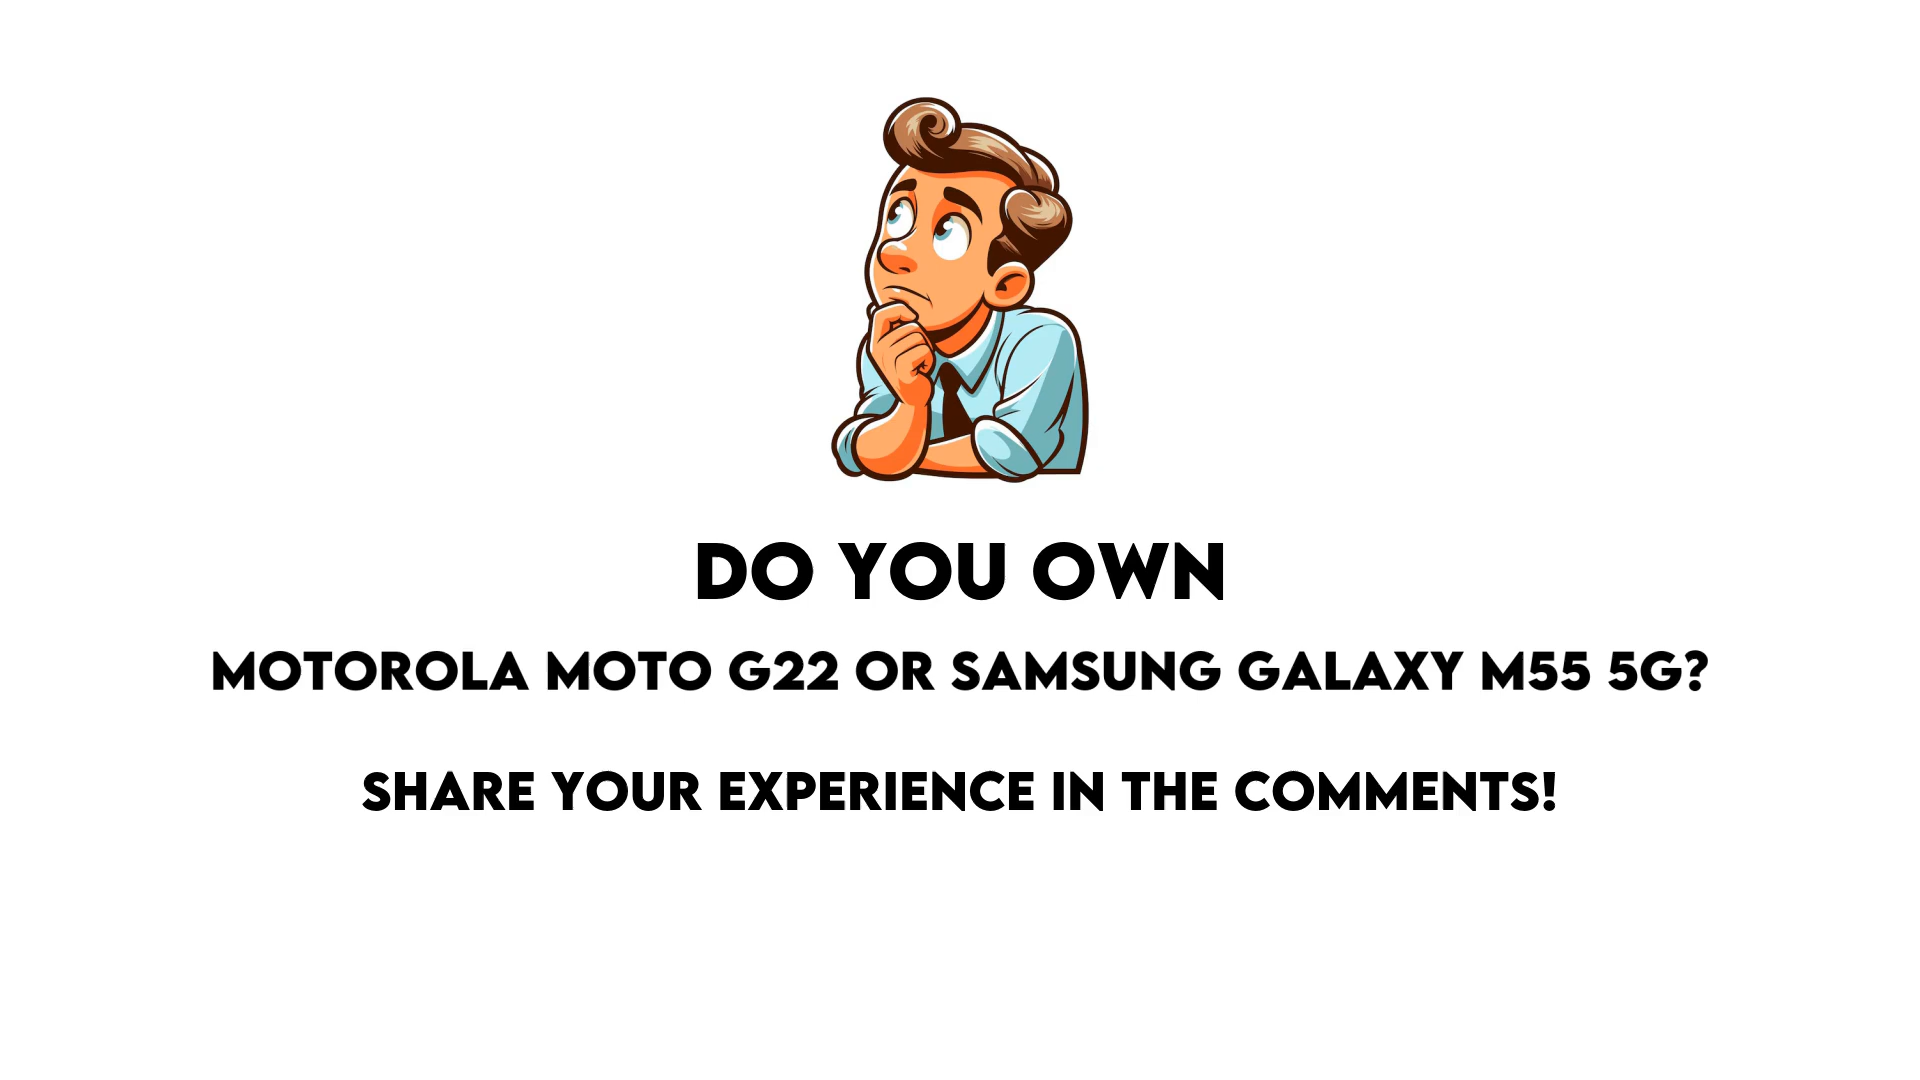 DO YOU OWN
MOTOROLA MOTO G22 OR SAMSUNG GALAXY M55 5G?
SHARE YOUR EXPERIENCE IN THE COMMENTS!